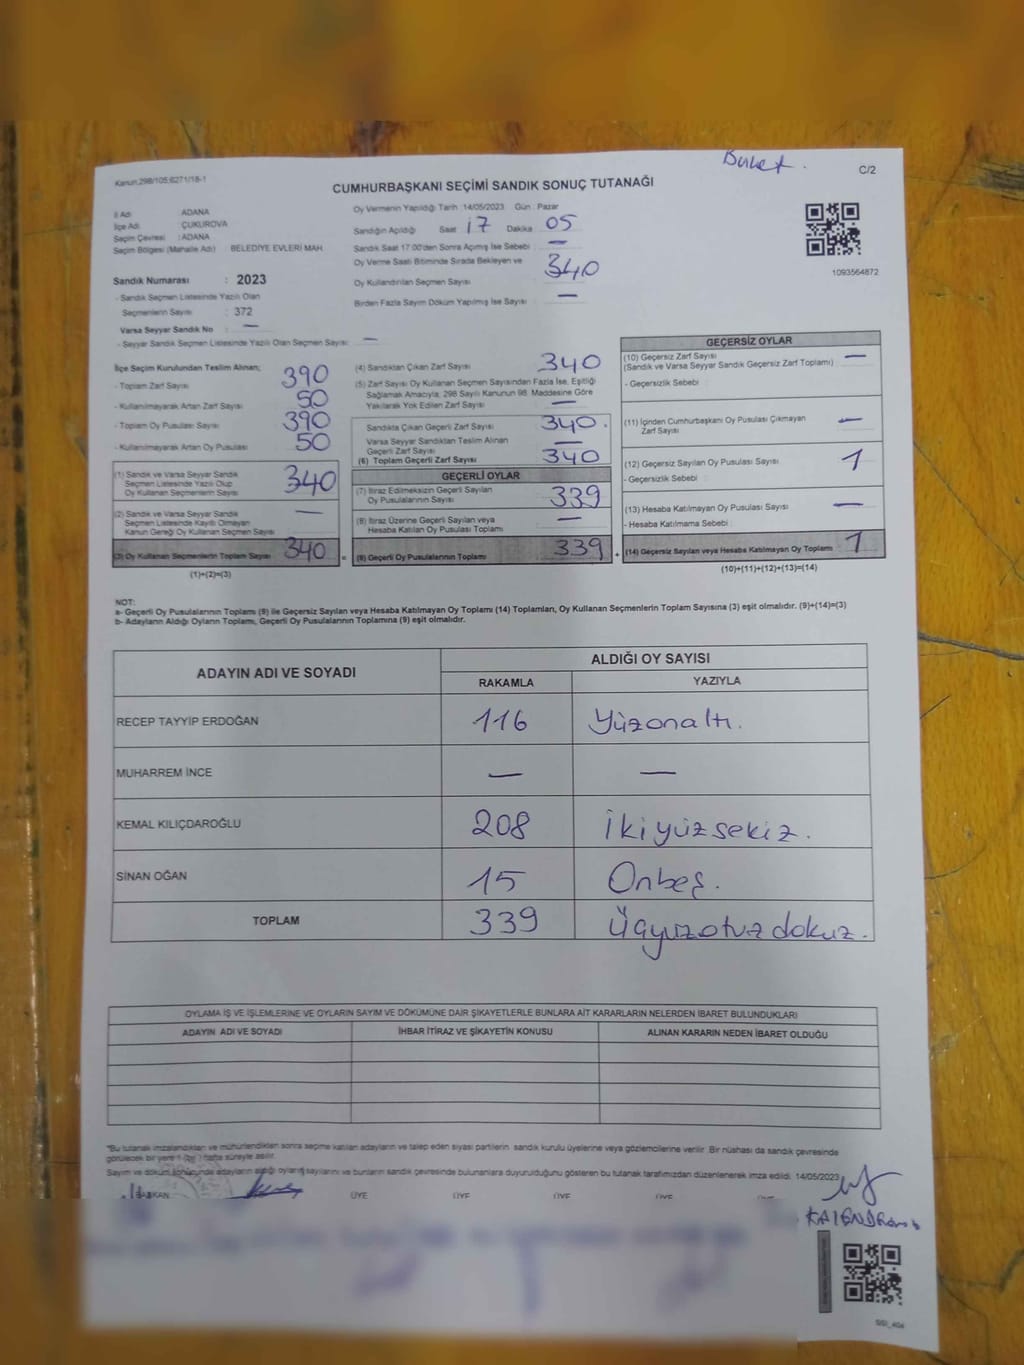 Buket.
C/2
Kanun.298/105;6271/18-1
CUMHURBAŞKANI SEÇİMİ SANDIK SONUÇ TUTANAĞI
İl Adı : ADANA
İlçe Adı : ÇUKUROVA
Seçim Çevresi : ADANA
Seçim Bölgesi (Mahalle Adı) BELEDİYE EVLERİ MAH.
Sandık Numarası : 2023
- Sandık Seçmen Listesinde Yazılı Olan
Seçmenlerin Sayısı : 372
Varsa Seyyar Sandık No : —
- Seyyar Sandık Seçmen Listesinde Yazılı Olan Seçmen Sayısı: —
Oy Vermenin Yapıldığı Tarih :14/05/2023 Gün : Pazar
Sandığın Açıldığı Saat 17 Dakika 05
Sandık Saat 17:00'den Sonra Açılmış İse Sebebi : —
Oy Verme Saati Bitiminde Sırada Bekleyen ve
Oy Kullandırılan Seçmen Sayısı : 340
Birden Fazla Sayım Döküm Yapılmış İse Sayısı : —
1093564872
İlçe Seçim Kurulundan Teslim Alınan;
- Toplam Zarf Sayısı 390
- Kullanılmayarak Artan Zarf Sayısı 50
- Toplam Oy Pusulası Sayısı 390
- Kullanılmayarak Artan Oy Pusulası 50
(1) Sandık ve Varsa Seyyar Sandık
Seçmen Listesinde Yazılı Olup
Oy Kullanan Seçmenlerin Sayısı 340
(2) Sandık ve Varsa Seyyar Sandık
Seçmen Listesinde Kayıtlı Olmayan
Kanun Gereği Oy Kullanan Seçmen Sayısı —
(3) Oy Kullanan Seçmenlerin Toplam Sayısı 340 =
(1)+(2)=(3)
(4) Sandıktan Çıkan Zarf Sayısı 340
(5) Zarf Sayısı Oy Kullanan Seçmen Sayısından Fazla İse, Eşitliği
Sağlamak Amacıyla, 298 Sayılı Kanunun 98. Maddesine Göre
Yakılarak Yok Edilen Zarf Sayısı —
Sandıkta Çıkan Geçerli Zarf Sayısı 340.
Varsa Seyyar Sandıktan Teslim Alınan
Geçerli Zarf Sayısı —
(6) Toplam Geçerli Zarf Sayısı 340
GEÇERLİ OYLAR
(7) İtiraz Edilmeksizin Geçerli Sayılan
Oy Pusulalarının Sayısı 339
(8) İtiraz Üzerine Geçerli Sayılan veya
Hesaba Katılan Oy Pusulası Toplamı —
(9) Geçerli Oy Pusulalarının Toplamı 339 +
GEÇERSİZ OYLAR
(10) Geçersiz Zarf Sayısı —
(Sandık ve Varsa Seyyar Sandık Geçersiz Zarf Toplamı)
- Geçersizlik Sebebi :
(11) İçinden Cumhurbaşkanı Oy Pusulası Çıkmayan
Zarf Sayısı —
(12) Geçersiz Sayılan Oy Pusulası Sayısı 1
- Geçersizlik Sebebi :
(13) Hesaba Katılmayan Oy Pusulası Sayısı —
- Hesaba Katılmama Sebebi :
(14) Geçersiz Sayılan veya Hesaba Katılmayan Oy Toplamı 1
(10)+(11)+(12)+(13)=(14)
NOT:
a- Geçerli Oy Pusulalarının Toplamı (9) ile Geçersiz Sayılan veya Hesaba Katılmayan Oy Toplamı (14) Toplamları, Oy Kullanan Seçmenlerin Toplam Sayısına (3) eşit olmalıdır. (9)+(14)=(3)
b- Adayların Aldığı Oyların Toplamı, Geçerli Oy Pusulalarının Toplamına (9) eşit olmalıdır.
ADAYIN ADI VE SOYADI ALDIĞI OY SAYISI
RAKAMLA YAZIYLA
RECEP TAYYİP ERDOĞAN 116 Yüzonaltı.
MUHARREM İNCE — —
KEMAL KILIÇDAROĞLU 208 İkiyüzsekiz.
SİNAN OĞAN 15 Onbeş.
TOPLAM 339 Üçyüzotuzdokuz.
OYLAMA İŞ VE İŞLEMLERİNE VE OYLARIN SAYIM VE DÖKÜMÜNE DAİR ŞİKAYETLERLE BUNLARA AİT KARARLARIN NELERDEN İBARET BULUNDUKLARI
ADAYIN ADI VE SOYADI İHBAR İTİRAZ VE ŞİKAYETİN KONUSU ALINAN KARARIN NEDEN İBARET OLDUĞU
*Bu tutanak imzalandıktan ve mühürlendikten sonra seçime katılan adayların ve talep eden siyasi partilerin sandık kurulu üyelerine veya gözlemcilerine verilir. Bir nüshası da sandık çevresinde
görülecek bir yere 1 (bir) hafta süreyle asılır.
Sayım ve döküm sonucunda adayların aldığı oyların sayılarını ve bunların sandık çevresinde bulunanlara duyurulduğunu gösteren bu tutanak tarafımızdan düzenlenerek imza edildi. 14/05/2023
BAŞKAN ÜYE ÜYE ÜYE ÜYE